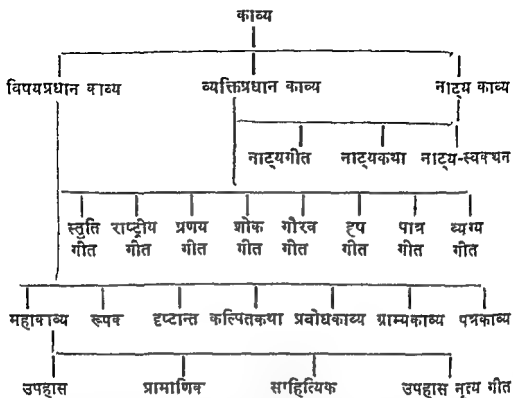 काव्य
विषयप्रधान काव्य व्यक्तिप्रधान काव्य नाट्य काव्य
नाट्यगीत नाट्यकथा नाट्य-स्वकथन
स्तुति राष्ट्रीय प्रणय शोक गौरव हृष पात्र व्यग्य
गीत गीत गीत गीत गीत गीत गीत गीत
महाकाव्य रूपक दृष्टान्त कल्पितकथा प्रबोधकाव्य ग्राम्यकाव्य पत्रकाव्य
उपहास प्रामाणिक साहित्यिक उपहास नृत्य गीत